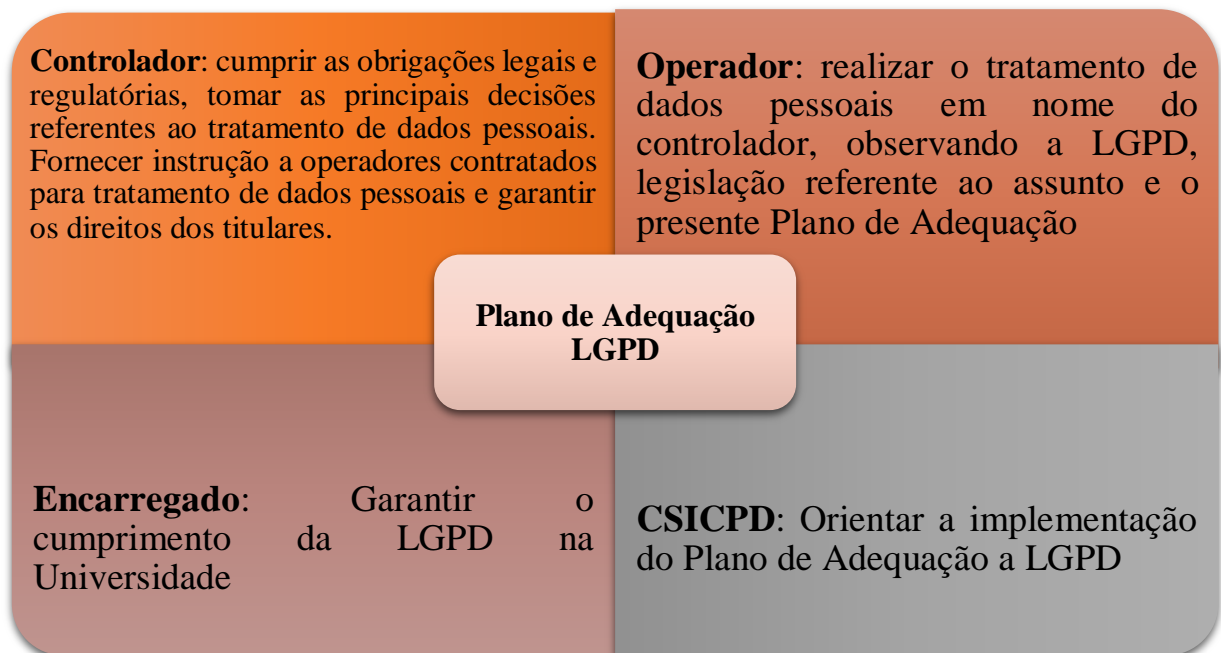 Controlador: cumprir as obrigações legais e
regulatórias, tomar as principais decisões
referentes ao tratamento de dados pessoais.
Fornecer instrução a operadores contratados
para tratamento de dados pessoais e garantir
os direitos dos titulares.
Operador: realizar o tratamento de
dados pessoais em nome do
controlador, observando a LGPD,
legislação referente ao assunto e o
presente Plano de Adequação
Plano de Adequação
LGPD
Encarregado: Garantir o
cumprimento da LGPD na
Universidade
CSICPD: Orientar a implementação
do Plano de Adequação a LGPD